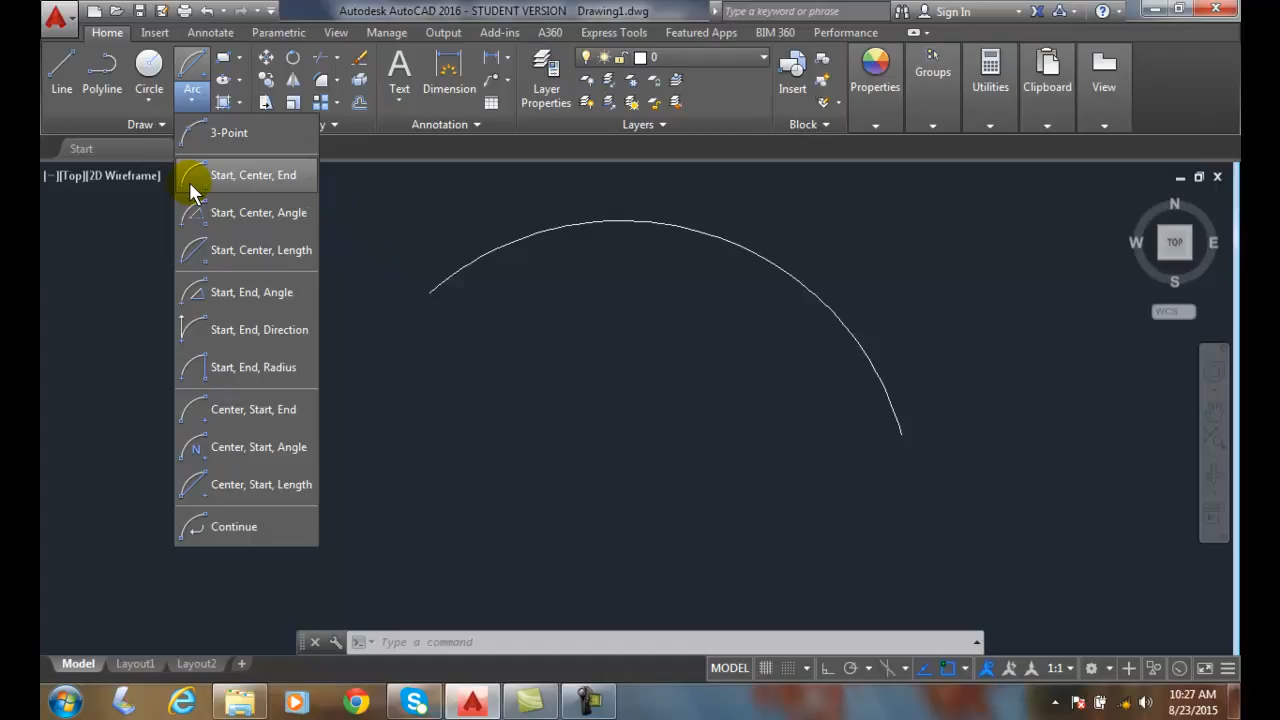 Autodesk AutoCAD 2016 - STUDENT VERSION Drawing1.dwg
Type a keyword or phrase
Sign In
Home Insert Annotate Parametric View Manage Output Add-ins A360 Express Tools Featured Apps BIM 360 Performance
Line Polyline Circle Arc
Text Dimension
Layer Properties
0
Insert
Properties
Groups
Utilities
Clipboard
View
Draw
Annotation
Layers
Block
Start
3-Point
Start, Center, End
Start, Center, Angle
Start, Center, Length
Start, End, Angle
Start, End, Direction
Start, End, Radius
Center, Start, End
Center, Start, Angle
Center, Start, Length
Continue
[−][Top][2D Wireframe]
N
W TOP E
S
WCS
Type a command
Model Layout1 Layout2 +
MODEL
1:1
10:27 AM
8/23/2015